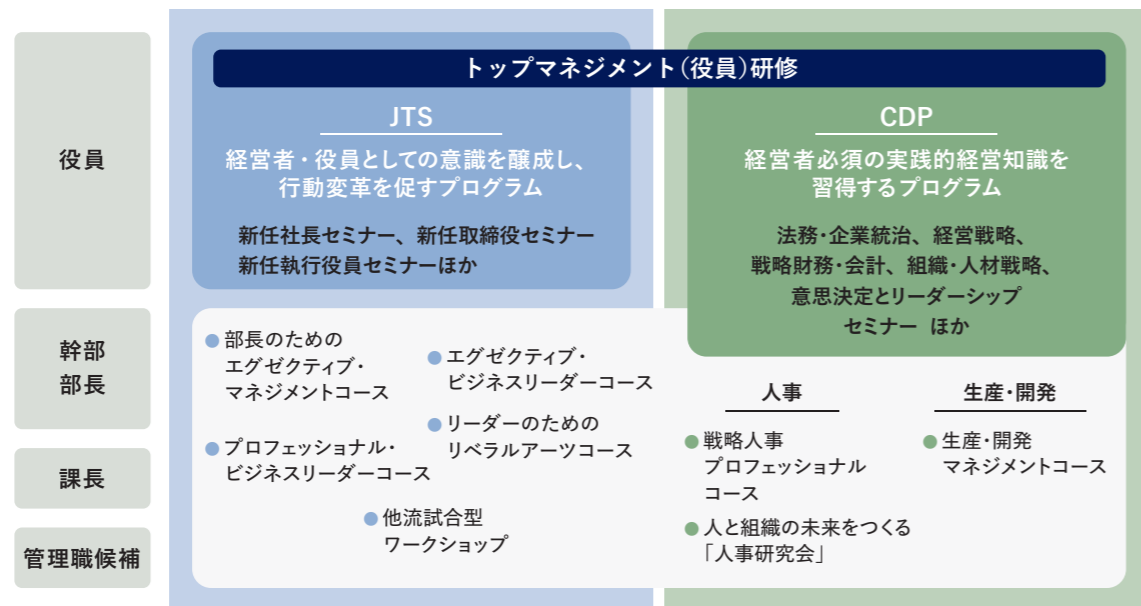 役員
幹部
部長
課長
管理職候補
トップマネジメント(役員)研修
JTS
経営者・役員としての意識を醸成し、
行動変革を促すプログラム
新任社長セミナー、新任取締役セミナー
新任執行役員セミナーほか
CDP
経営者必須の実践的経営知識を
習得するプログラム
法務・企業統治、経営戦略、
戦略財務・会計、組織・人材戦略、
意思決定とリーダーシップ
セミナー ほか
● 部長のための
エグゼクティブ・
マネジメントコース
● エグゼクティブ・
ビジネスリーダーコース
● プロフェッショナル・
ビジネスリーダーコース
● リーダーのための
リベラルアーツコース
● 他流試合型
ワークショップ
人事
● 戦略人事
プロフェッショナル
コース
● 人と組織の未来をつくる
「人事研究会」
生産・開発
● 生産・開発
マネジメントコース